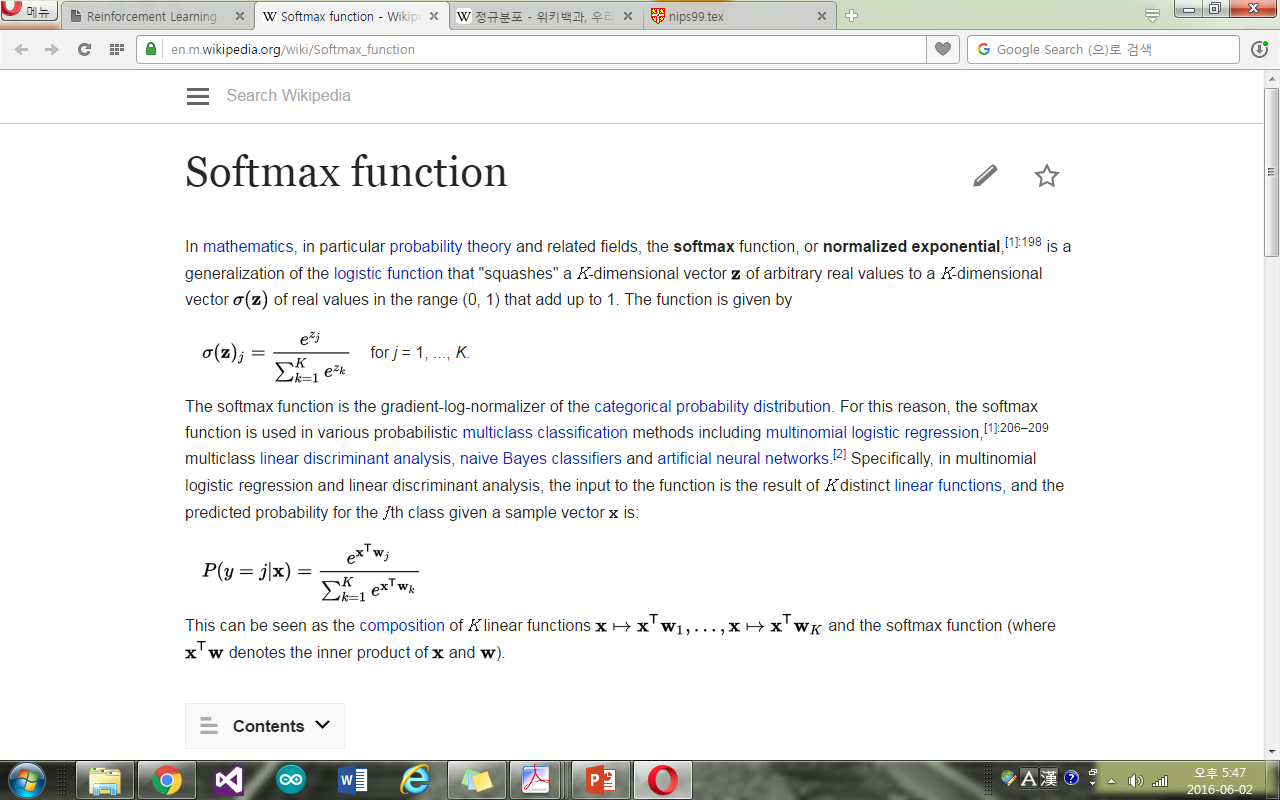 메뉴
Reinforcement Learning -
Softmax function - Wikipe
정규분포 - 위키백과, 우리
nips99.tex
en.m.wikipedia.org/wiki/Softmax_function
Google Search (으)로 검색
Search Wikipedia
Softmax function
In mathematics, in particular probability theory and related fields, the softmax function, or normalized exponential,[1]:198 is a
generalization of the logistic function that "squashes" a K-dimensional vector z of arbitrary real values to a K-dimensional
vector σ(z) of real values in the range (0, 1) that add up to 1. The function is given by
σ(z)_j = e^{z_j} / ∑_{k=1}^{K} e^{z_k} for j = 1, ..., K.
The softmax function is the gradient-log-normalizer of the categorical probability distribution. For this reason, the softmax
function is used in various probabilistic multiclass classification methods including multinomial logistic regression,[1]:206–209
multiclass linear discriminant analysis, naive Bayes classifiers and artificial neural networks.[2] Specifically, in multinomial
logistic regression and linear discriminant analysis, the input to the function is the result of K distinct linear functions, and the
predicted probability for the j'th class given a sample vector x is:
P(y = j|x) = e^{x^T w_j} / ∑_{k=1}^{K} e^{x^T w_k}
This can be seen as the composition of K linear functions x ↦ x^T w_1, . . . , x ↦ x^T w_K and the softmax function (where
x^T w denotes the inner product of x and w).
Contents
A 漢
오후 5:47
2016-06-02